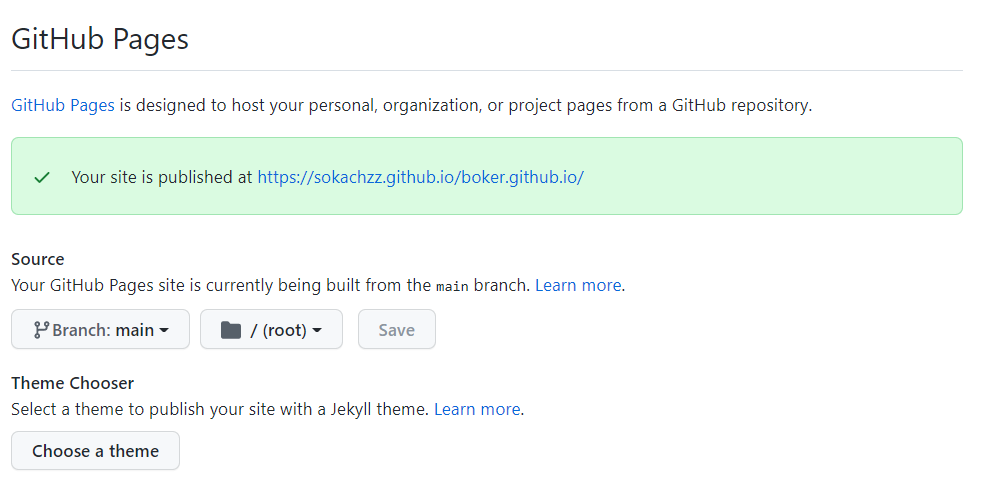 GitHub Pages
GitHub Pages is designed to host your personal, organization, or project pages from a GitHub repository.
Your site is published at https://sokachzz.github.io/boker.github.io/
Source
Your GitHub Pages site is currently being built from the main branch. Learn more.
Branch: main / (root) Save
Theme Chooser
Select a theme to publish your site with a Jekyll theme. Learn more.
Choose a theme